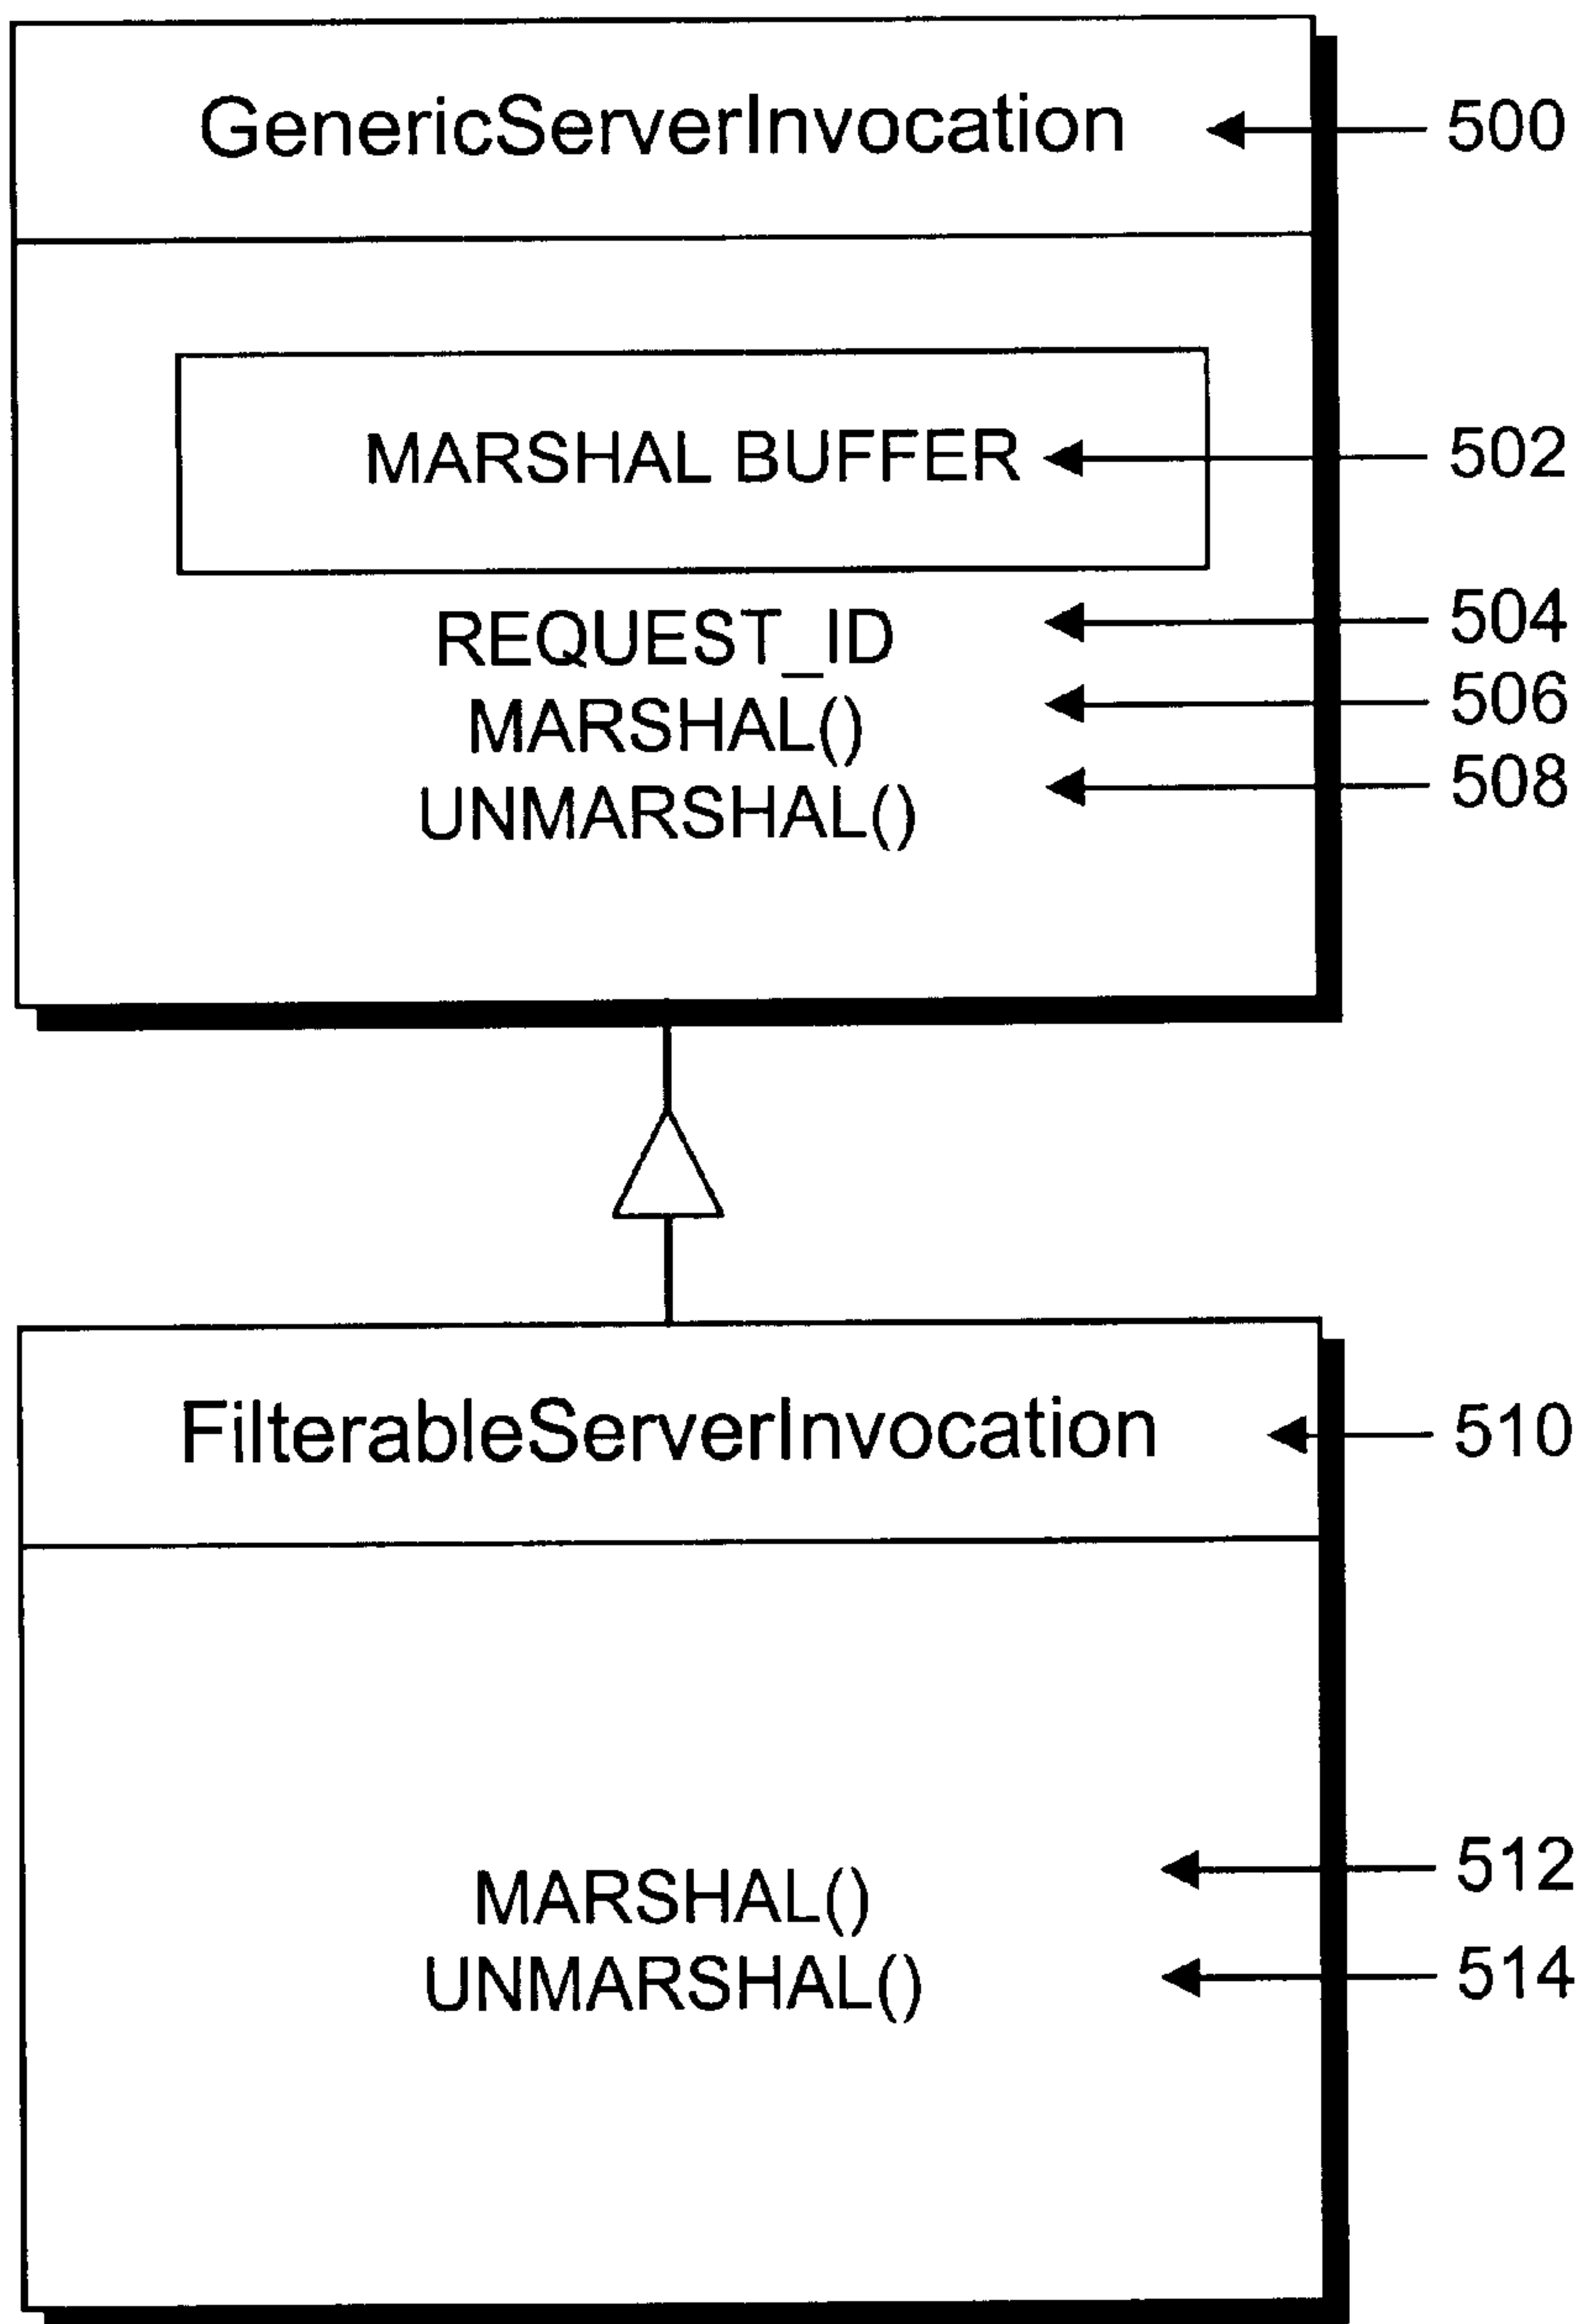 GenericServerInvocation 500
MARSHAL BUFFER 502
REQUEST_ID 504
MARSHAL() 506
UNMARSHAL() 508
FilterableServerInvocation 510
MARSHAL() 512
UNMARSHAL() 514